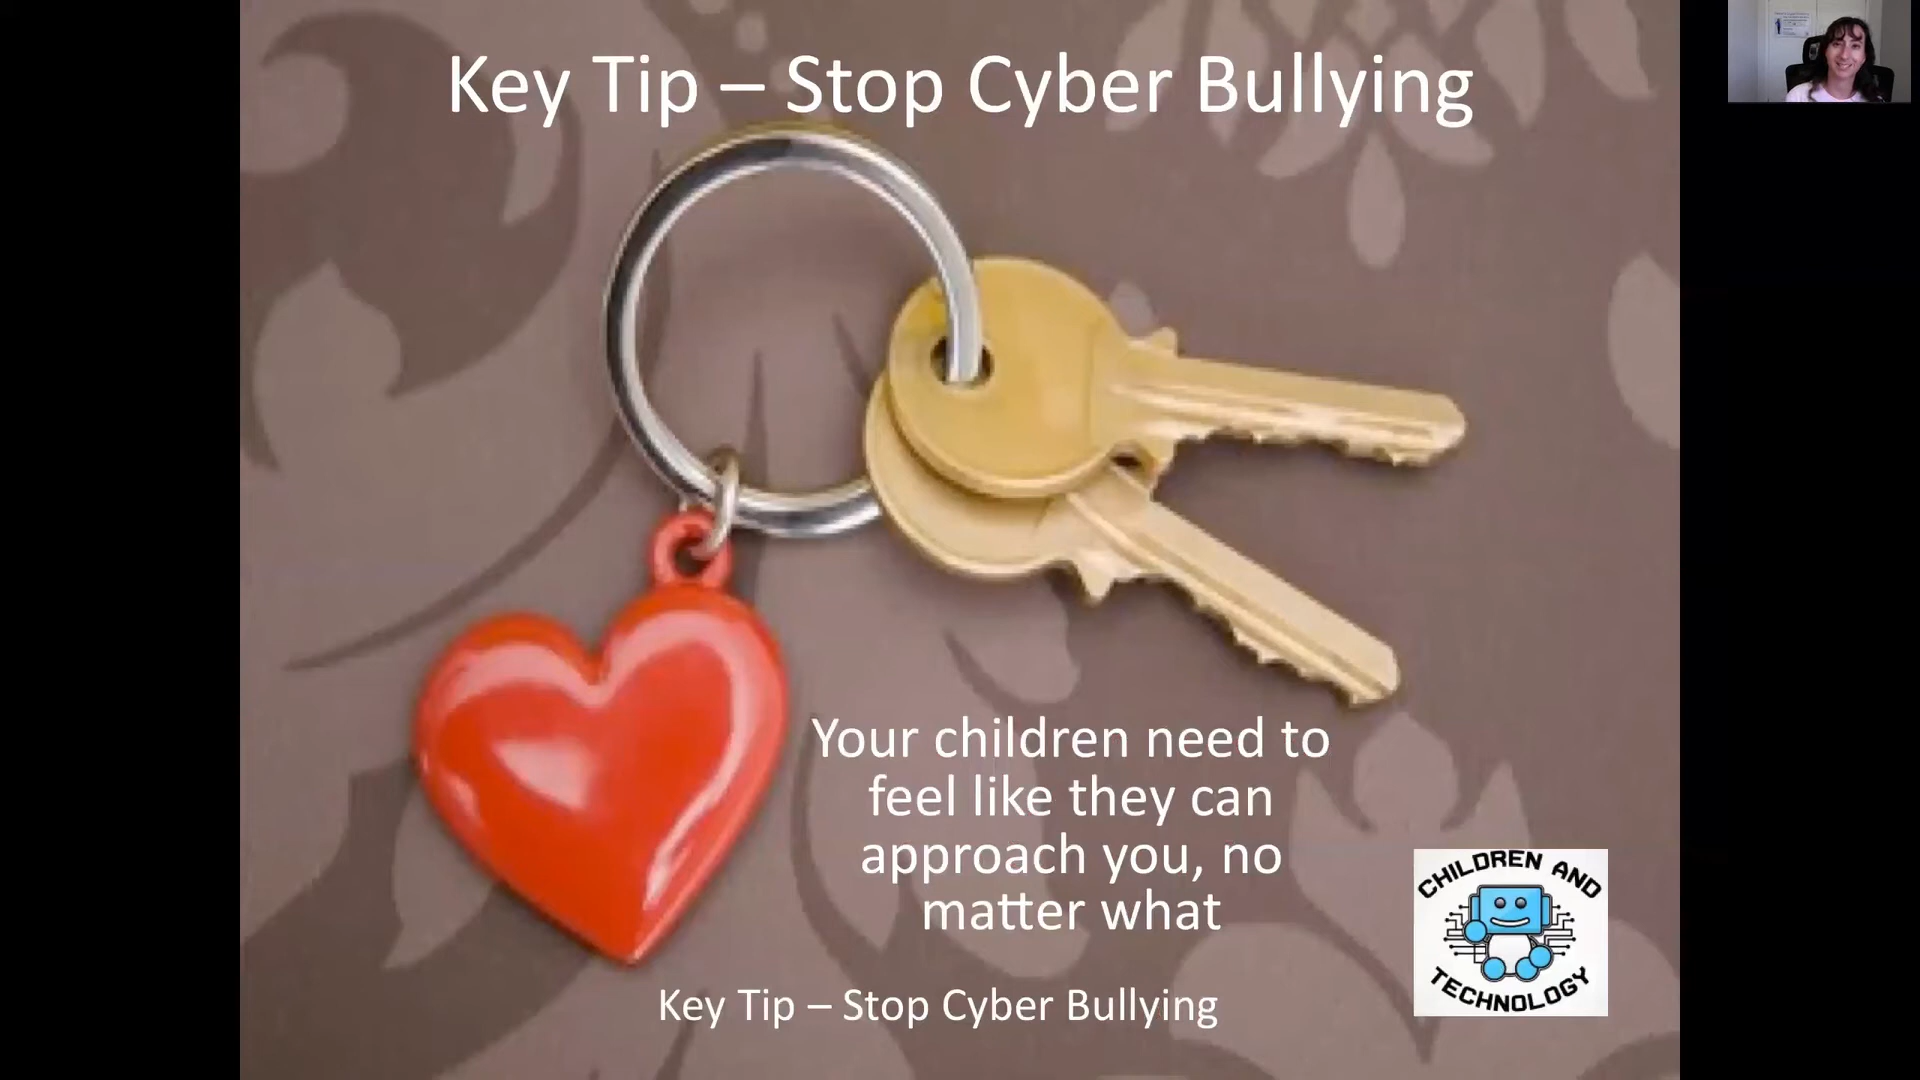 Key Tip – Stop Cyber Bullying
Your children need to
feel like they can
approach you, no
matter what
CHILDREN AND
TECHNOLOGY
Key Tip – Stop Cyber Bullying